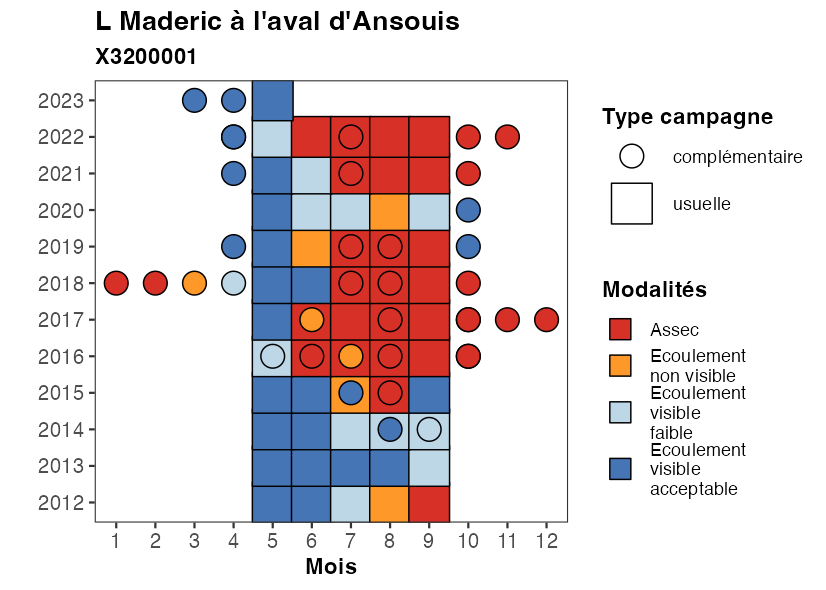 L Maderic à l'aval d'Ansouis
X3200001
2023
2022
2021
2020
2019
2018
2017
2016
2015
2014
2013
2012
1 2 3 4 5 6 7 8 9 10 11 12
Mois
Type campagne
complémentaire
usuelle
Modalités
Assec
Ecoulement
non visible
Ecoulement
visible
faible
Ecoulement
visible
acceptable